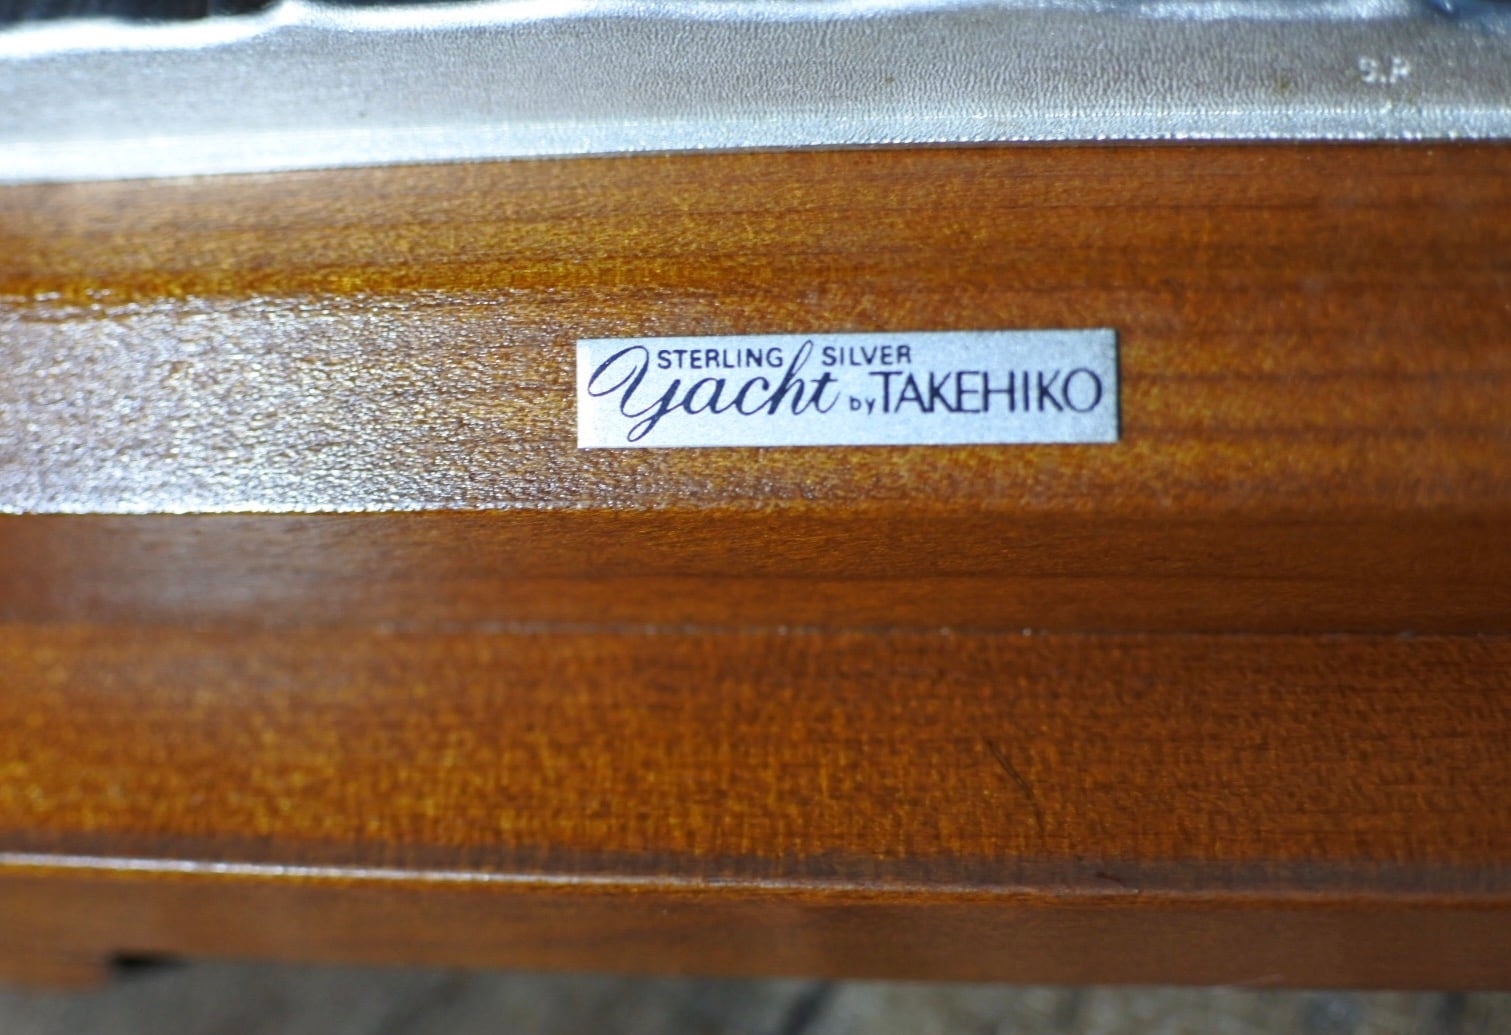 S.P
STERLING SILVER
Yacht by TAKEHIKO